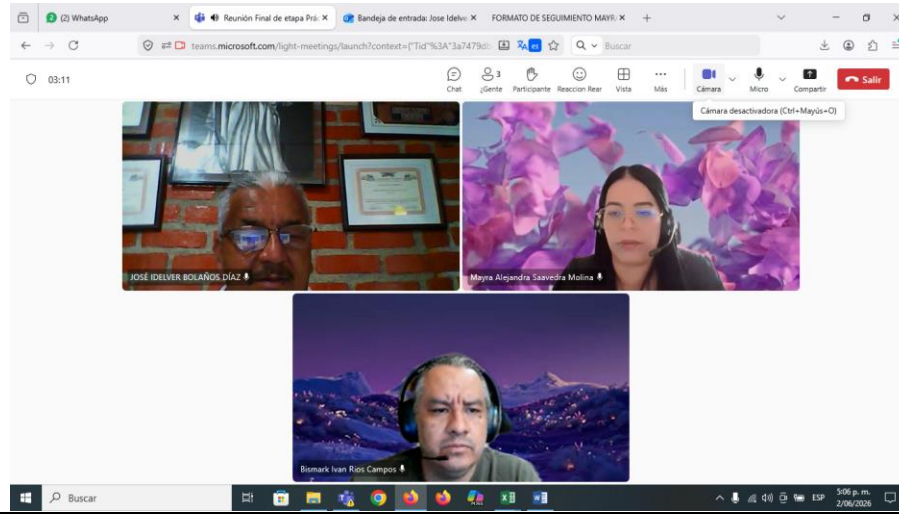 (2) WhatsApp
Reunión Final de etapa Prác
Bandeja de entrada: Jose Idelve
FORMATO DE SEGUIMIENTO MAYR
teams.microsoft.com/light-meetings/launch?context={"Tid"%3A"3a7479d
es
Buscar
03:11
Chat
3
¿Gente
Participante
Reaccion Rear
Vista
Más
Cámara
Micro
Compartir
Salir
Cámara desactivadora (Ctrl+Mayús+O)
JOSÉ IDELVER BOLAÑOS DÍAZ
Mayra Alejandra Saavedra Molina
Bismark Ivan Rios Campos
Buscar
ESP
5:06 p. m.
2/06/2026